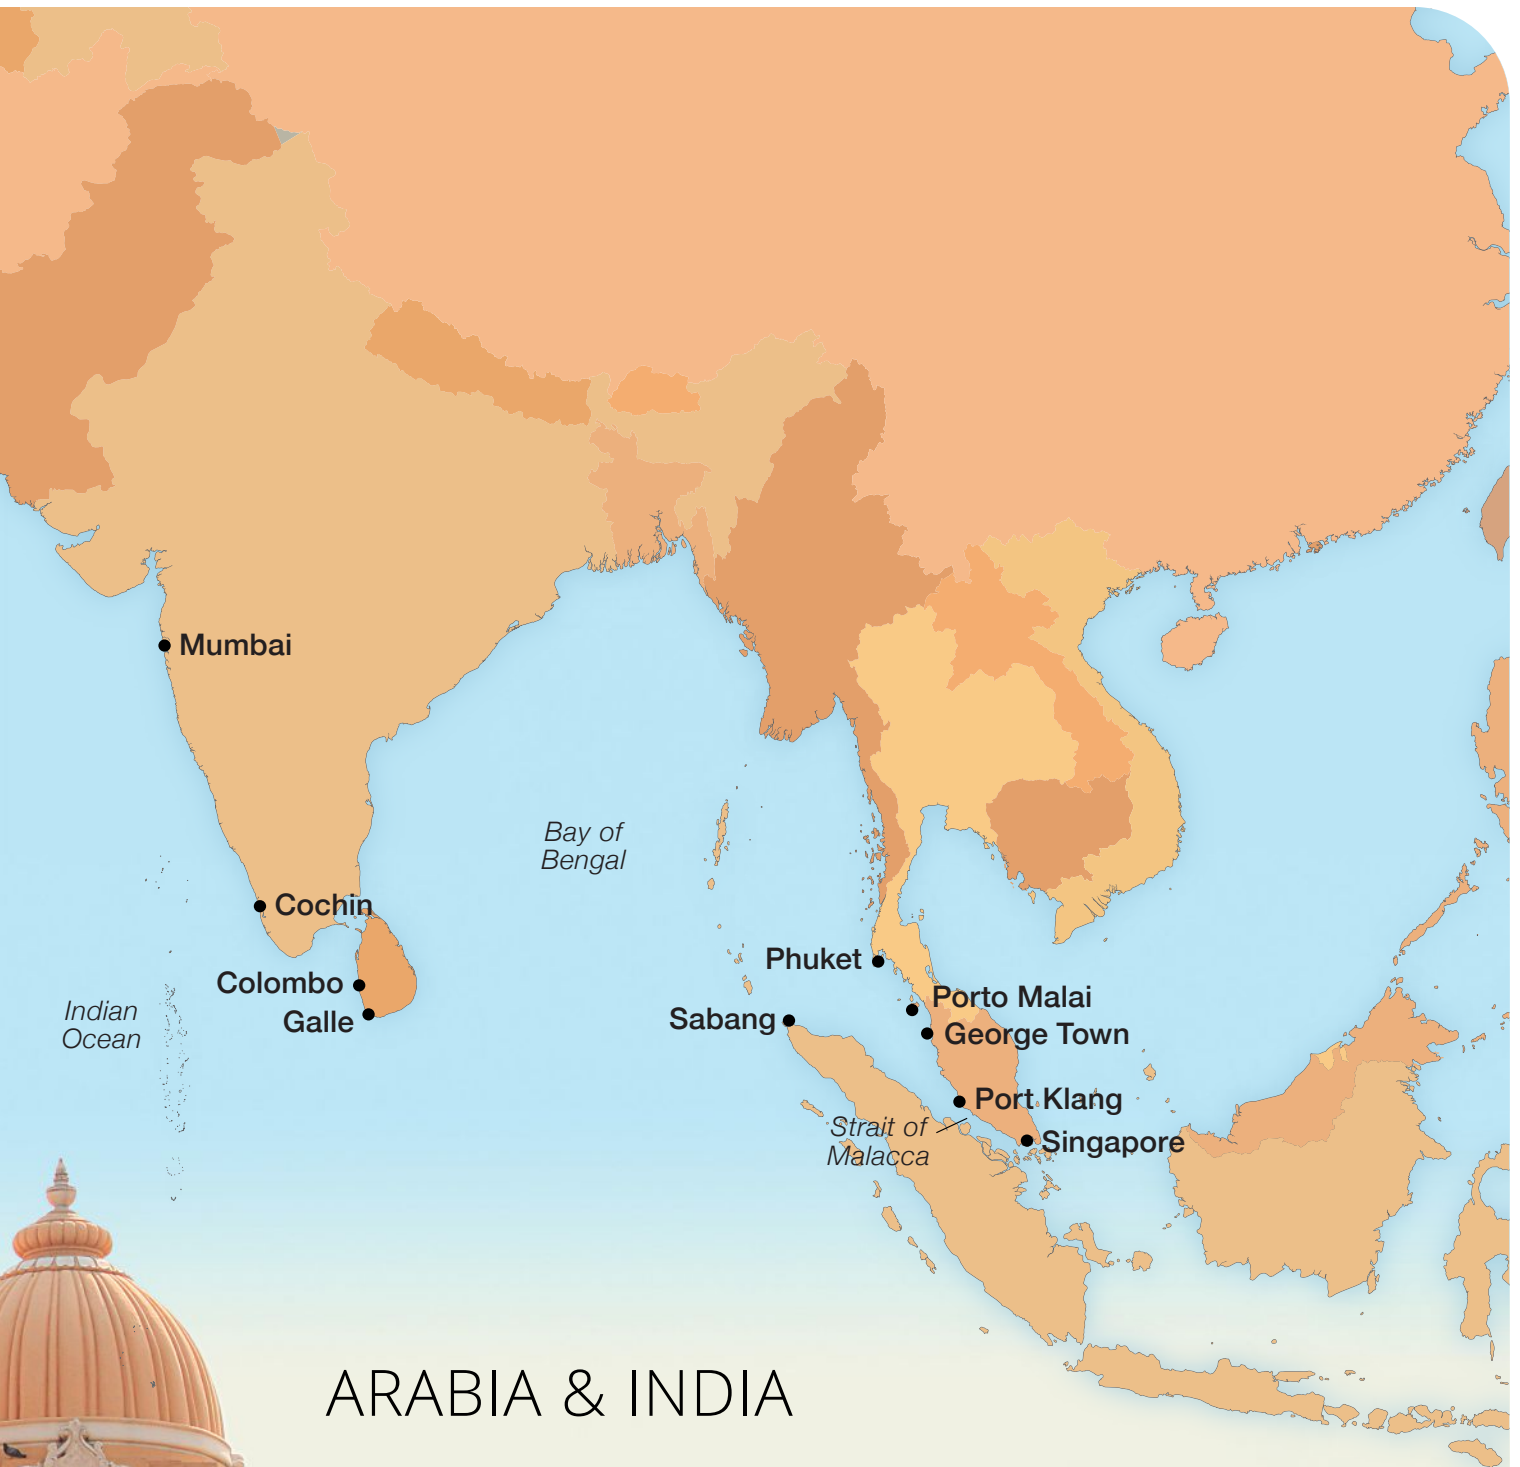 Mumbai
Bay of
Bengal
Cochin
Phuket
Colombo
Porto Malai
Indian
Ocean
Galle
Sabang
George Town
Port Klang
Strait of
Malacca
Singapore
ARABIA & INDIA